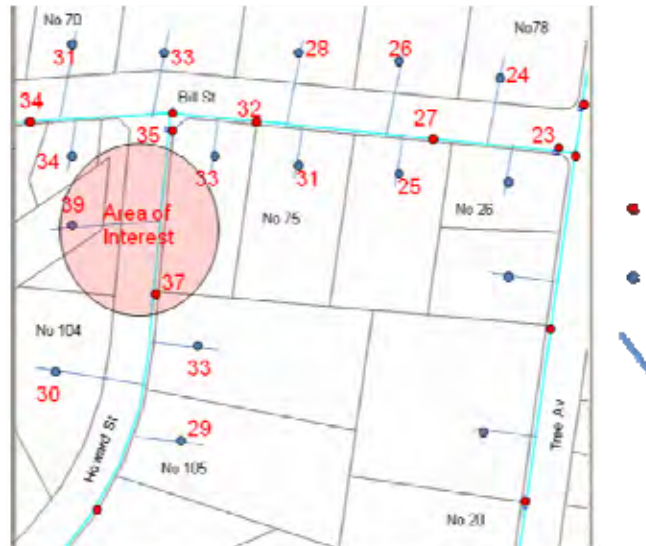 No 70
No78
31
33
28
26
24
34
Bill St
32
27
35
23
34
33
31
25
39
Area of
Interest
No 75
No 26
37
No 104
33
30
29
Howard St
No 105
Tree Av
No 20